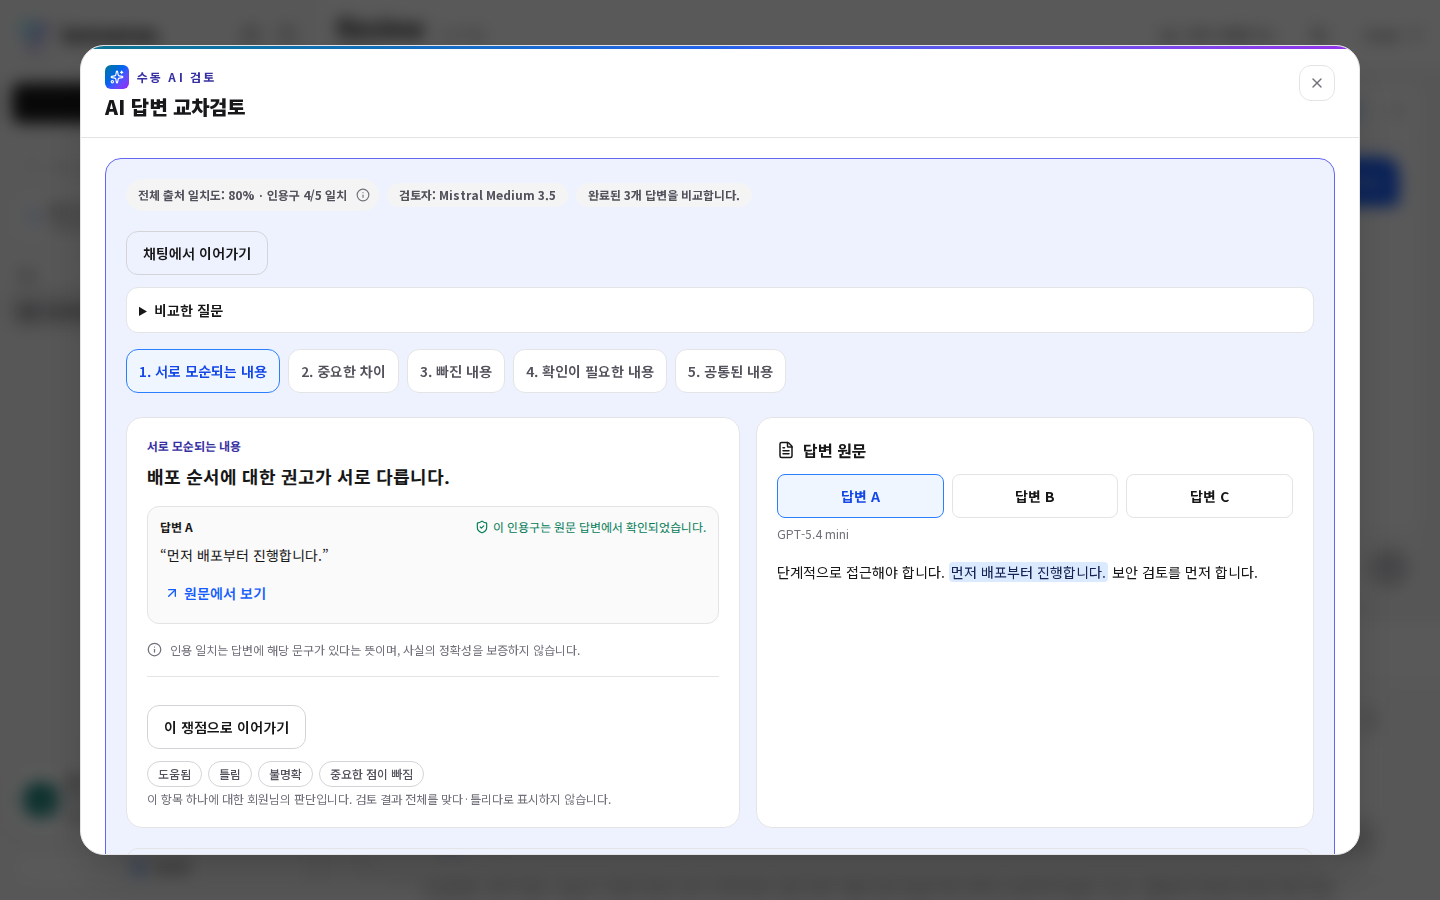 수동 AI 검토
AI 답변 교차검토
전체 출처 일치도: 80% · 인용구 4/5 일치
검토자: Mistral Medium 3.5
완료된 3개 답변을 비교합니다.
채팅에서 이어가기
▶ 비교한 질문
1. 서로 모순되는 내용
2. 중요한 차이
3. 빠진 내용
4. 확인이 필요한 내용
5. 공통된 내용
서로 모순되는 내용
배포 순서에 대한 권고가 서로 다릅니다.
답변 A
이 인용구는 원문 답변에서 확인되었습니다.
“먼저 배포부터 진행합니다.”
원문에서 보기
인용 일치는 답변에 해당 문구가 있다는 뜻이며, 사실의 정확성을 보증하지 않습니다.
이 쟁점으로 이어가기
도움됨
틀림
불명확
중요한 점이 빠짐
이 항목 하나에 대한 회원님의 판단입니다. 검토 결과 전체를 맞다·틀리다로 표시하지 않습니다.
답변 원문
답변 A
답변 B
답변 C
GPT-5.4 mini
단계적으로 접근해야 합니다. 먼저 배포부터 진행합니다. 보안 검토를 먼저 합니다.